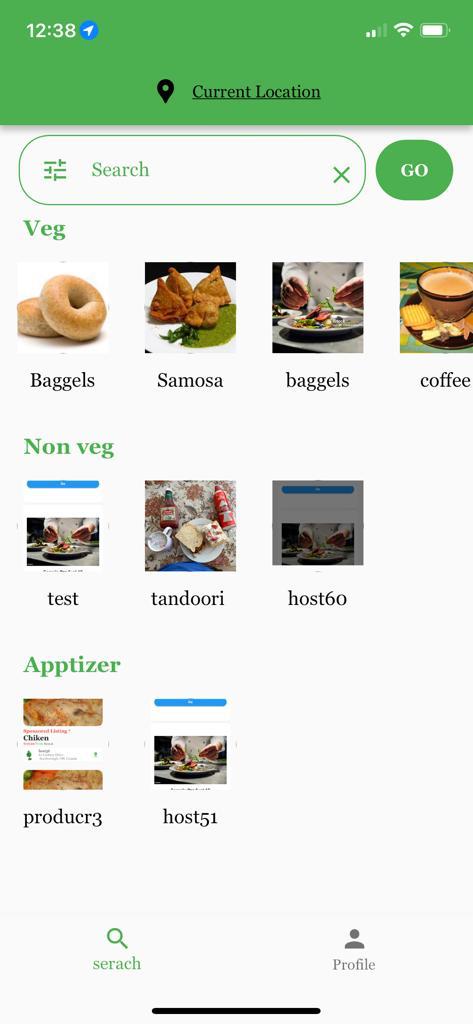 12:38
Current Location
Search
GO
Veg
Baggels Samosa baggels coffee
Non veg
test tandoori host60
Apptizer
Sponsored Listing
Chiken
producr3 host51
serach Profile